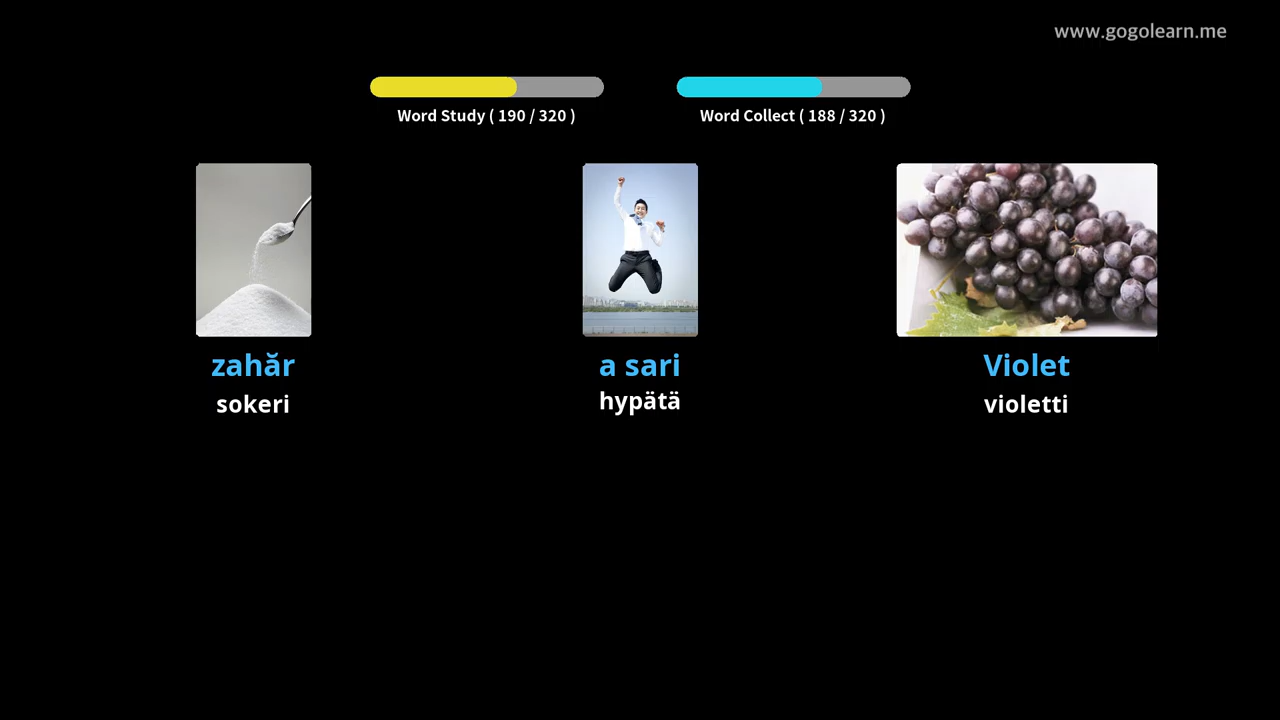 www.gogolearn.me
Word Study ( 190 / 320 )
Word Collect ( 188 / 320 )
zahăr
sokeri
a sari
hypätä
Violet
violetti